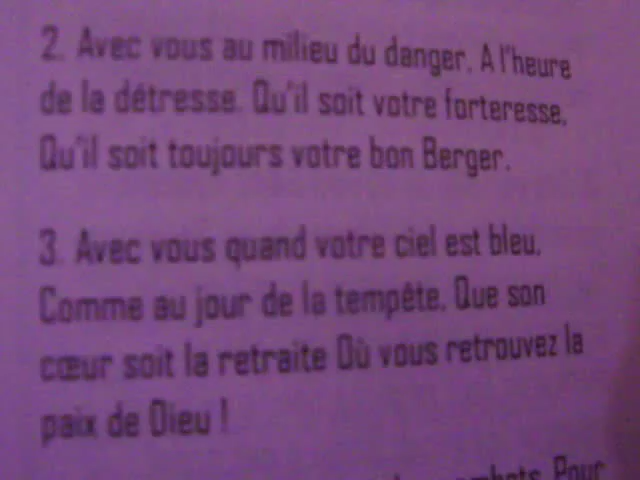 2. Avec vous au milieu du danger, A l'heure
de la détresse. Qu'il soit votre forteresse,
Qu'il soit toujours votre bon Berger.
3. Avec vous quand votre ciel est bleu,
Comme au jour de la tempête, Que son
cœur soit la retraite Où vous retrouvez la
paix de Dieu !
Pour